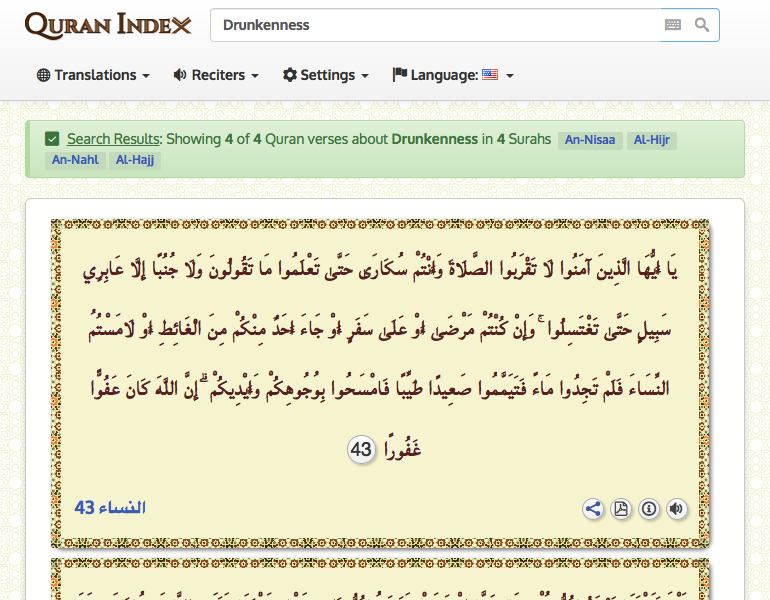 QURAN INDEX
Drunkenness
Translations
Reciters
Settings
Language:
Search Results: Showing 4 of 4 Quran verses about Drunkenness in 4 Surahs An-Nisaa Al-Hijr
An-Nahl Al-Hajj
يَا أَيُّهَا الَّذِينَ آمَنُوا لَا تَقْرَبُوا الصَّلَاةَ وَأَنْتُمْ سُكَارَىٰ حَتَّىٰ تَعْلَمُوا مَا تَقُولُونَ وَلَا جُنُبًا إِلَّا عَابِرِي
سَبِيلٍ حَتَّىٰ تَغْتَسِلُوا ۚ وَإِنْ كُنْتُمْ مَرْضَىٰ أَوْ عَلَىٰ سَفَرٍ أَوْ جَاءَ أَحَدٌ مِنْكُمْ مِنَ الْغَائِطِ أَوْ لَامَسْتُمُ
النِّسَاءَ فَلَمْ تَجِدُوا مَاءً فَتَيَمَّمُوا صَعِيدًا طَيِّبًا فَامْسَحُوا بِوُجُوهِكُمْ وَأَيْدِيكُمْ ۗ إِنَّ اللَّهَ كَانَ عَفُوًّا
غَفُورًا 43
النساء 43